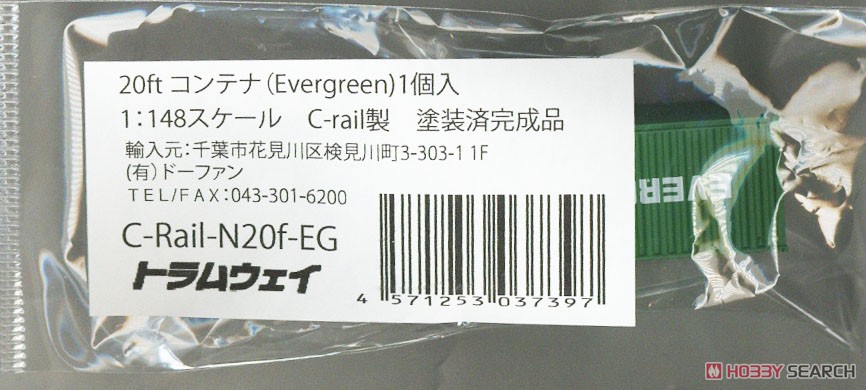 20ft コンテナ（Evergreen)1個入
1：148スケール　C-rail製　塗装済完成品
輸入元：千葉市花見川区検見川町3-303-1 1F
(有）ドーファン
ＴＥＬ/ＦＡＸ：043-301-6200
C-Rail-N20f-EG
トラムウェイ
4 571253 037397
EVER
HOBBY SEARCH